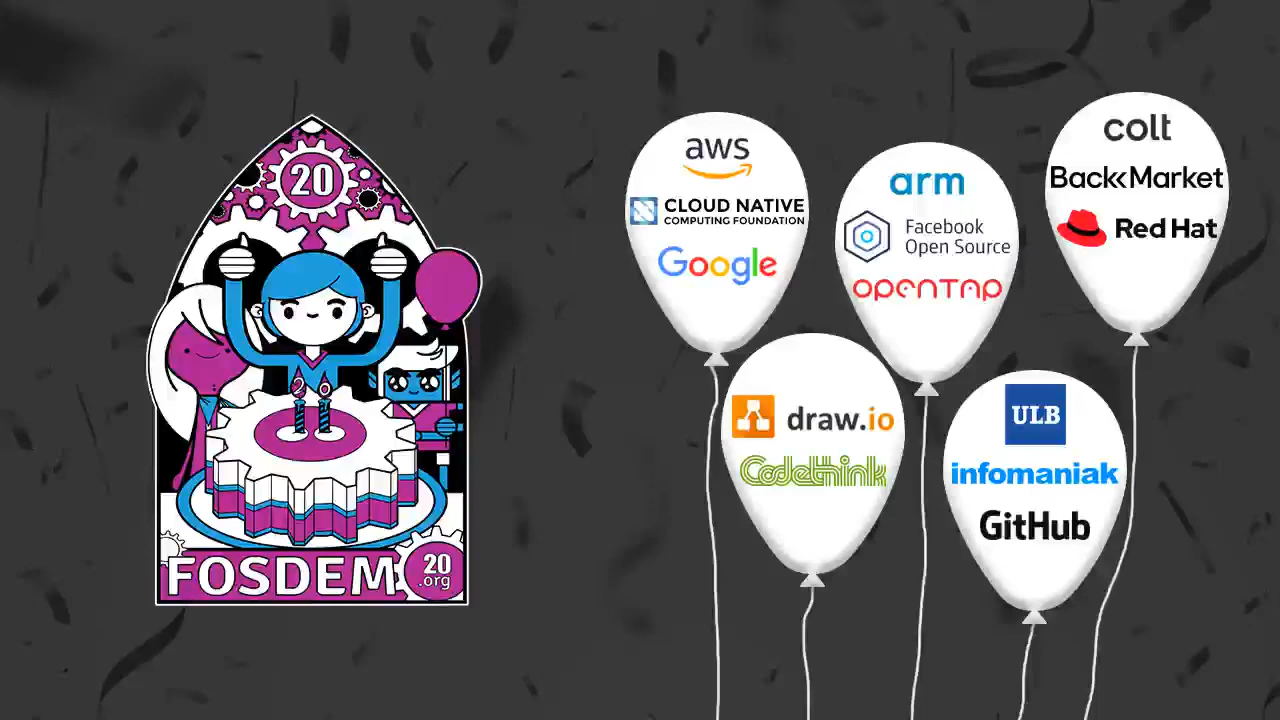 20
20
FOSDEM
20
.org
aws
CLOUD NATIVE
COMPUTING FOUNDATION
Google
arm
Facebook
Open Source
OPENTAP
colt
BackMarket
Red Hat
draw.io
Codethink
ULB
infomaniak
GitHub